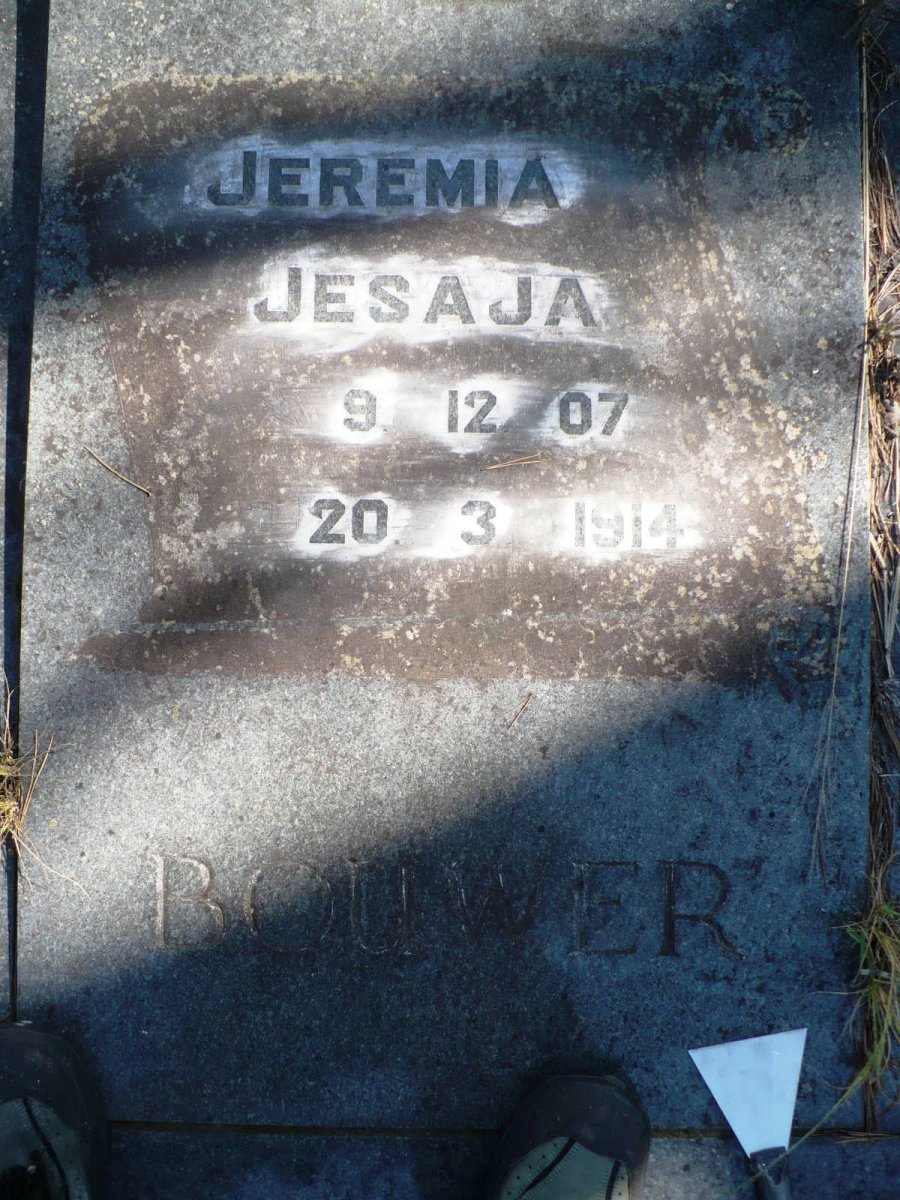 JEREMIA
JESAJA
9. 12 07
20. 3 1914
BOUWER